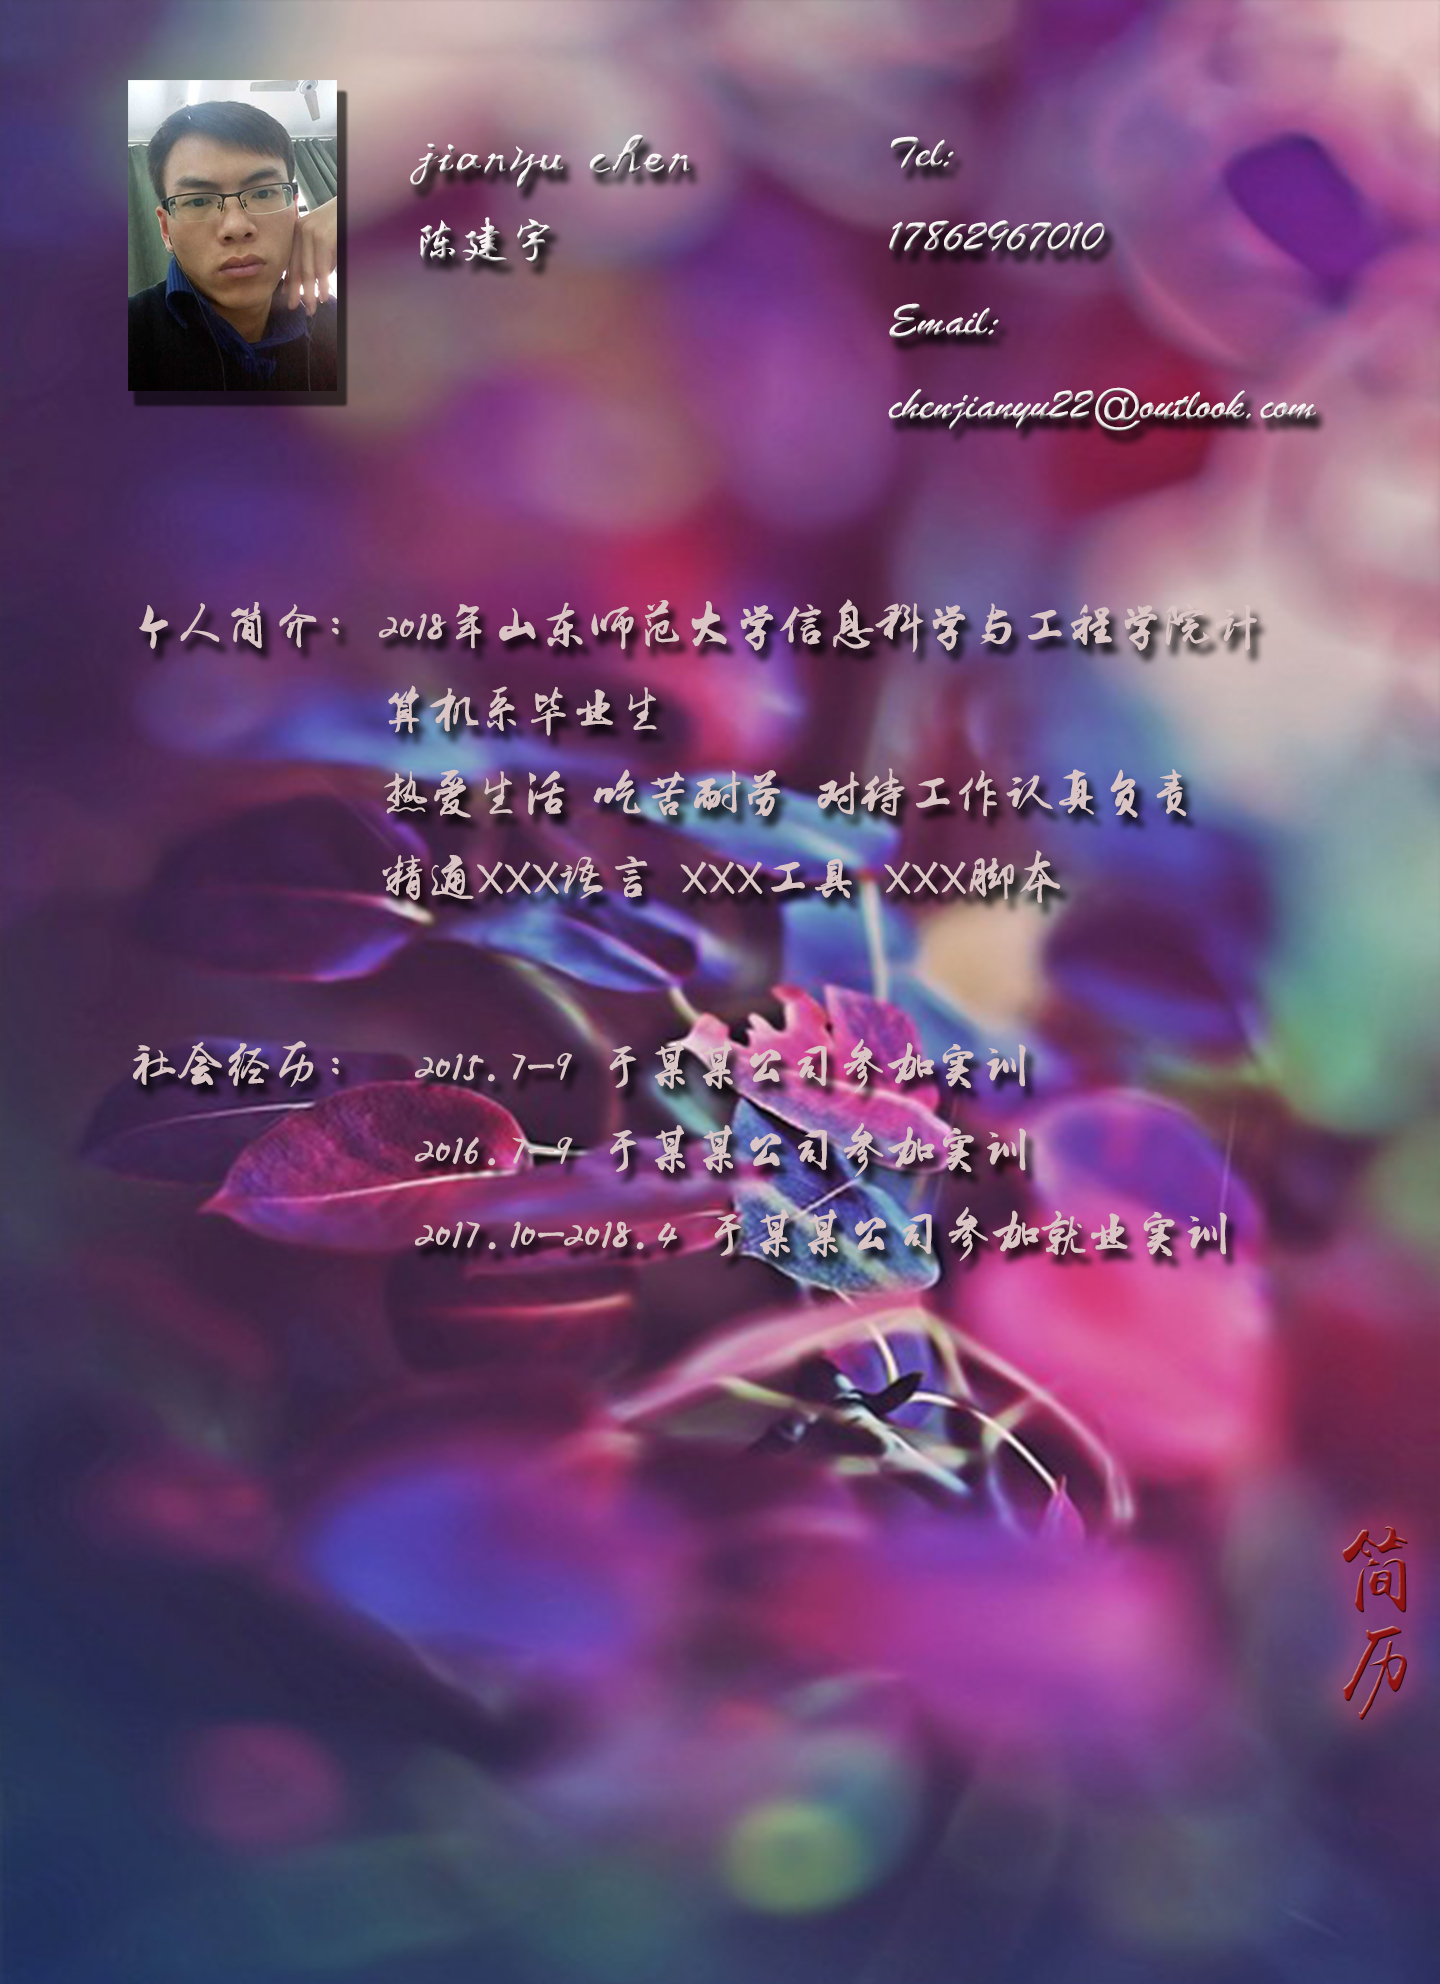 jianyu chen
陈建宇
Tel:
17862967010
Email:
chenjianyu22@outlook.com
个人简介：2018年山东师范大学信息科学与工程学院计
算机系毕业生
热爱生活 吃苦耐劳 对待工作认真负责
精通XXX语言 XXX工具 XXX脚本
社会经历： 2015.7-9 于某某公司参加实训
2016.7-9 于某某公司参加实训
2017.10-2018.4 于某某公司参加就业实训
简历